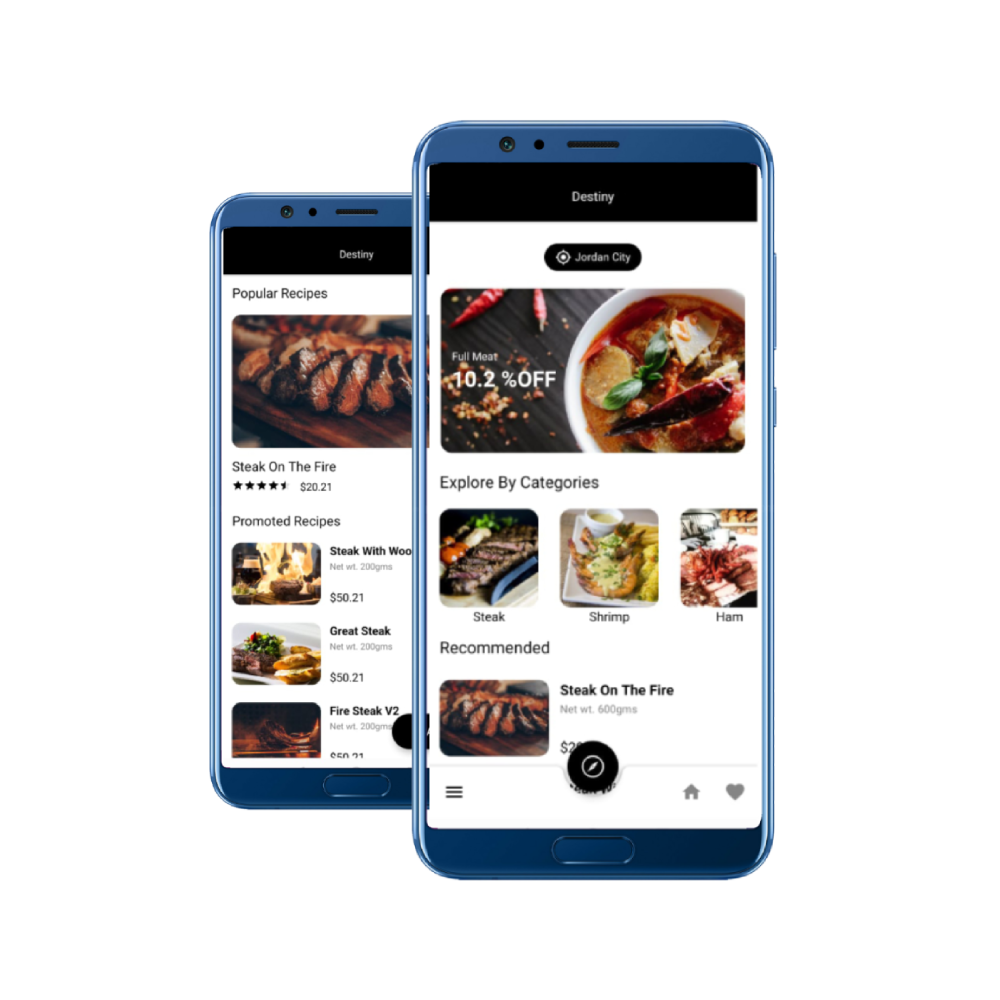 Destiny
Popular Recipes
Steak On The Fire
$20.21
Promoted Recipes
Steak With Woo
Net wt. 200gms
$50.21
Great Steak
Net wt. 200gms
$50.21
Fire Steak V2
Net wt. 200gms
$50.21
Destiny
Jordan City
Full Meat
10.2 %OFF
Explore By Categories
Steak
Shrimp
Ham
Recommended
Steak On The Fire
Net wt. 600gms